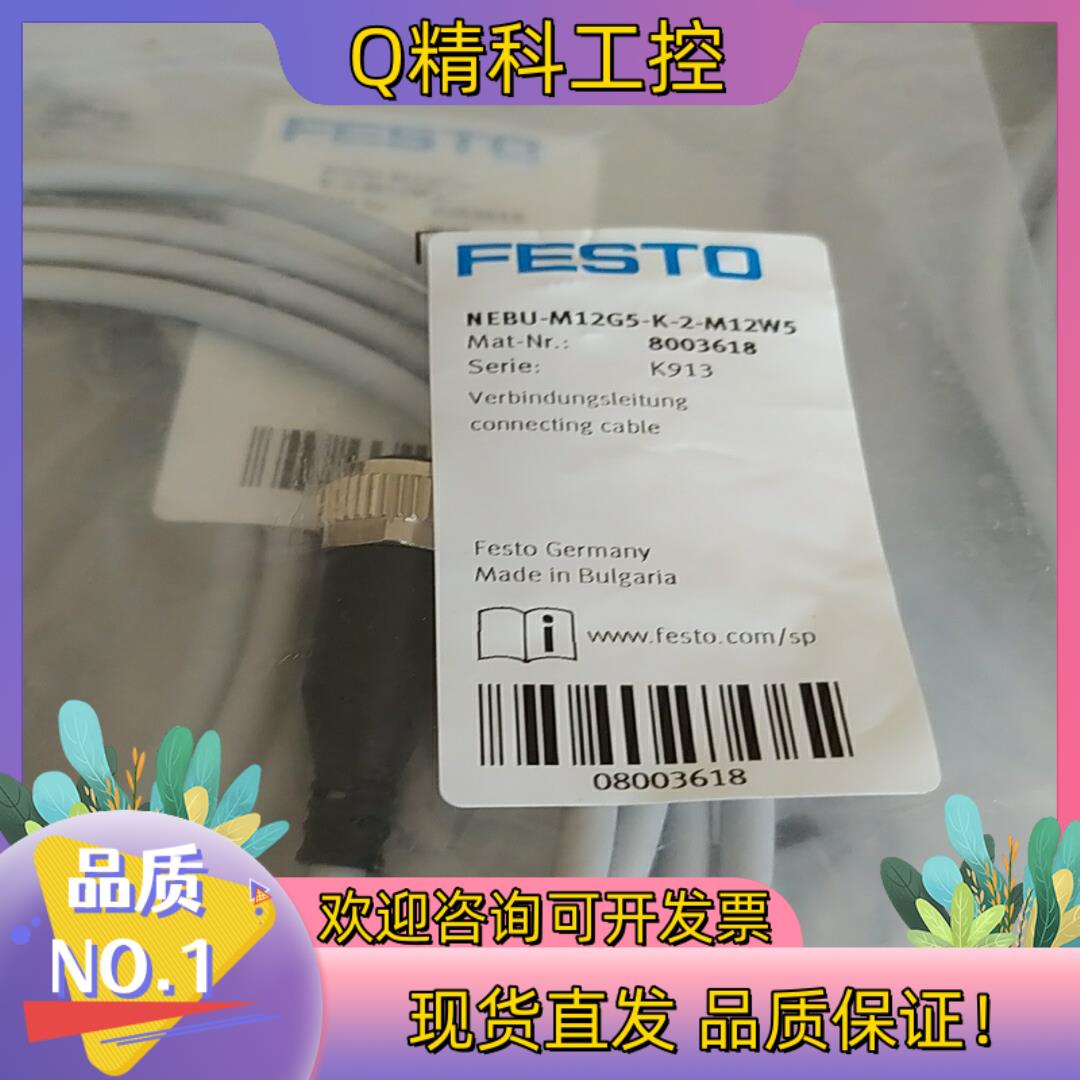 Q精科工控
FESTO
FESTO
NEBU-M12G5-K-2-M12W5
Mat-Nr.: 8003618
Serie: K913
Verbindungsleitung
connecting cable
Festo Germany
Made in Bulgaria
i www.festo.com/sp
08003618
品质
NO.1
欢迎咨询可开发票
现货直发 品质保证!